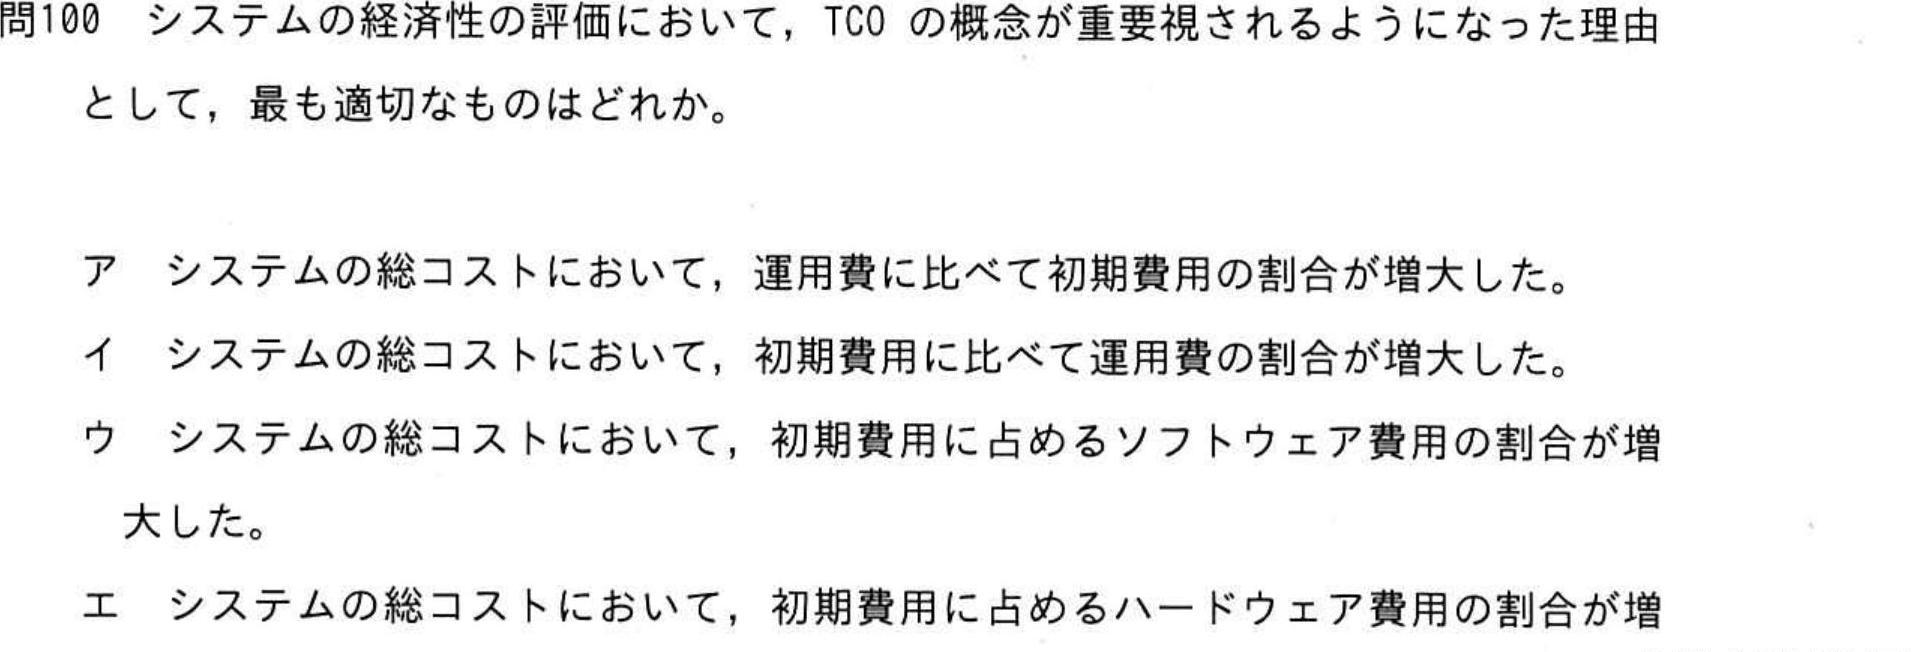 問100　システムの経済性の評価において，TCO の概念が重要視されるようになった理由
として，最も適切なものはどれか。
ア　システムの総コストにおいて，運用費に比べて初期費用の割合が増大した。
イ　システムの総コストにおいて，初期費用に比べて運用費の割合が増大した。
ウ　システムの総コストにおいて，初期費用に占めるソフトウェア費用の割合が増
大した。
エ　システムの総コストにおいて，初期費用に占めるハードウェア費用の割合が増